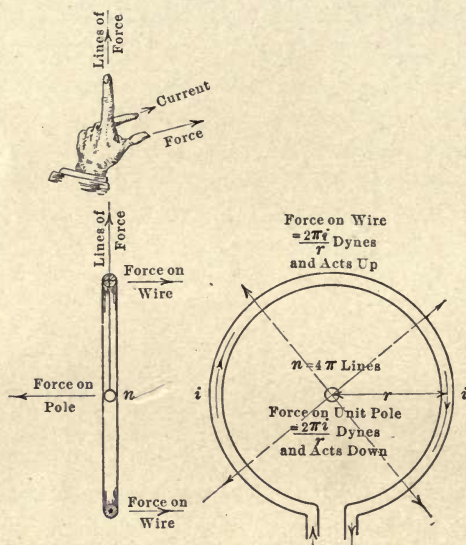 Lines of
Force
Current
Force
Lines of
Force
Force on
Wire
Force on
Pole
n
Force on
Wire
Force on Wire
= 2πi/r Dynes
and Acts Up
n = 4π Lines
i
r
i
Force on Unit Pole
= 2πi/r Dynes
and Acts Down